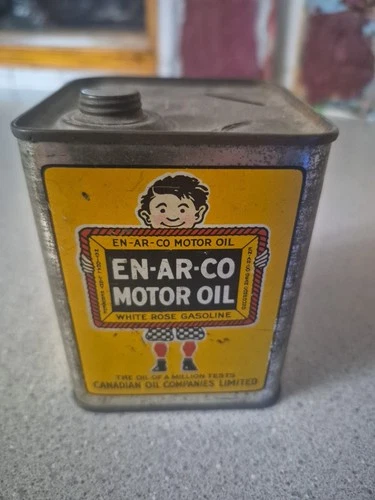 EN-AR-CO MOTOR OIL
EN-AR-CO
MOTOR OIL
WHITE ROSE GASOLINE
THE OIL OF A MILLION TESTS
CANADIAN OIL COMPANIES LIMITED